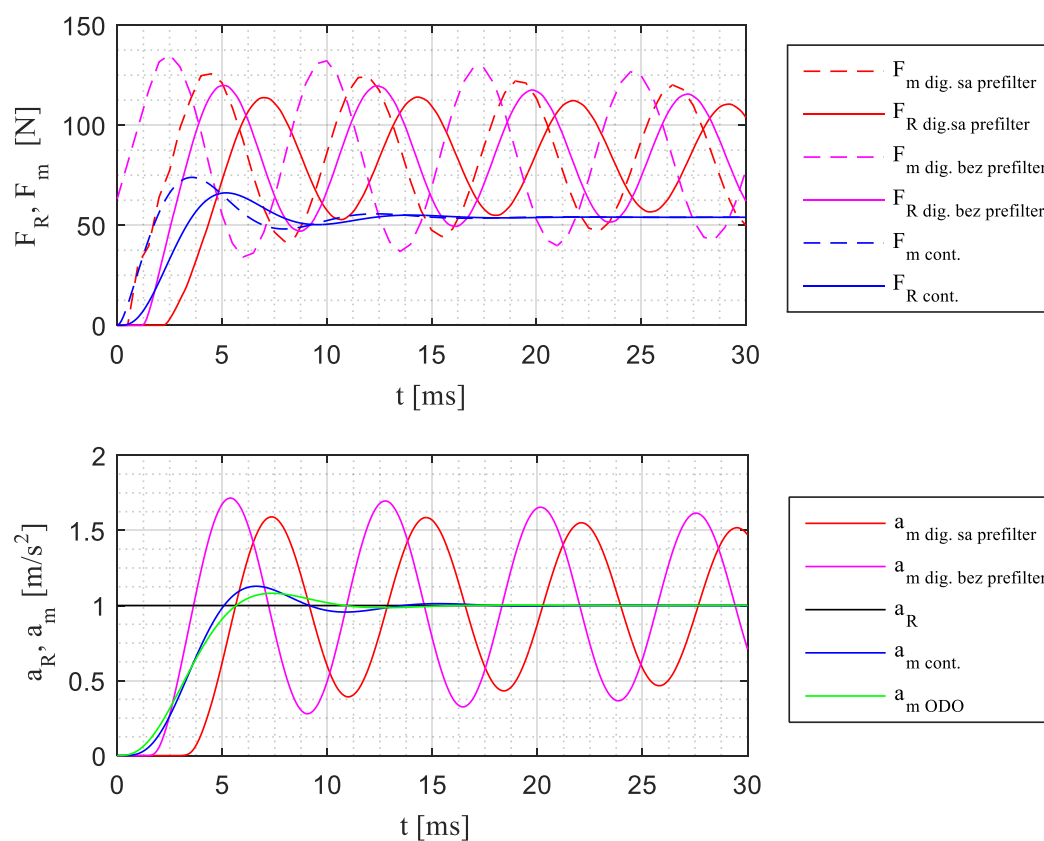 150
100
50
0
F_R, F_m [N]
0 5 10 15 20 25 30
t [ms]
F_m dig. sa prefilter
F_R dig.sa prefilter
F_m dig. bez prefilter
F_R dig. bez prefilter
F_m cont.
F_R cont.
2
1.5
1
0.5
0
a_R, a_m [m/s^2]
0 5 10 15 20 25 30
t [ms]
a_m dig. sa prefilter
a_m dig. bez prefilter
a_R
a_m cont.
a_m ODO